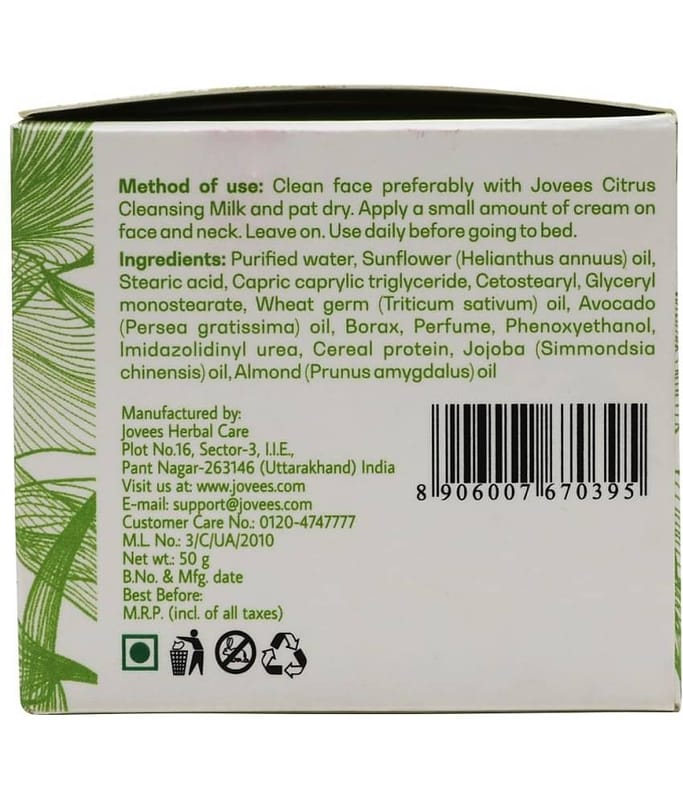 Method of use: Clean face preferably with Jovees Citrus
Cleansing Milk and pat dry. Apply a small amount of cream on
face and neck. Leave on. Use daily before going to bed.
Ingredients: Purified water, Sunflower (Helianthus annuus) oil,
Stearic acid, Capric caprylic triglyceride, Cetostearyl, Glyceryl
monostearate, Wheat germ (Triticum sativum) oil, Avocado
(Persea gratissima) oil, Borax, Perfume, Phenoxyethanol,
Imidazolidinyl urea, Cereal protein, Jojoba (Simmondsia
chinensis) oil, Almond (Prunus amygdalus) oil
Manufactured by:
Jovees Herbal Care
Plot No.16, Sector-3, I.I.E.,
Pant Nagar-263146 (Uttarakhand) India
Visit us at: www.jovees.com
E-mail: support@jovees.com
Customer Care No.: 0120-4747777
M.L. No.: 3/C/UA/2010
Net wt.: 50 g
B.No. & Mfg. date
Best Before:
M.R.P. (incl. of all taxes)
8 906007 670395